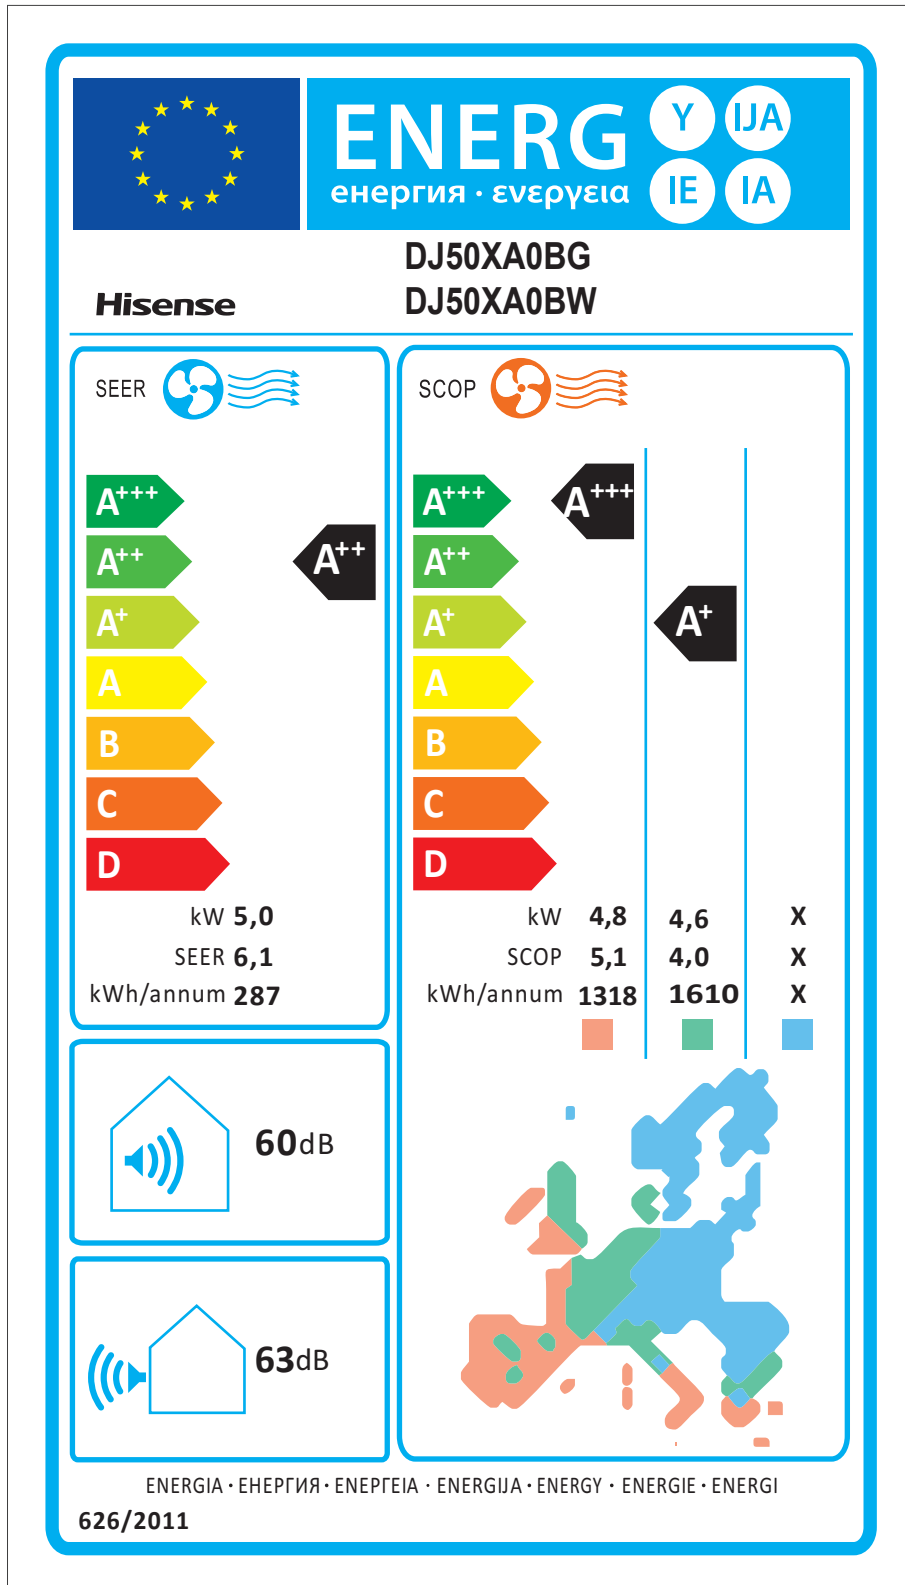 ENERG Y IJA
енергия · ενεργεια IE IA
DJ50XA0BG
Hisense DJ50XA0BW
SEER
A+++
A++
A+
A
B
C
D
A++
kW 5,0
SEER 6,1
kWh/annum 287
SCOP
A+++
A++
A+
A
B
C
D
A+++
A+
kW 4,8 4,6 X
SCOP 5,1 4,0 X
kWh/annum 1318 1610 X
60dB
63dB
ENERGIA · ЕНЕРГИЯ · ΕΝΕΡΓΕΙΑ · ENERGIJA · ENERGY · ENERGIE · ENERGI
626/2011